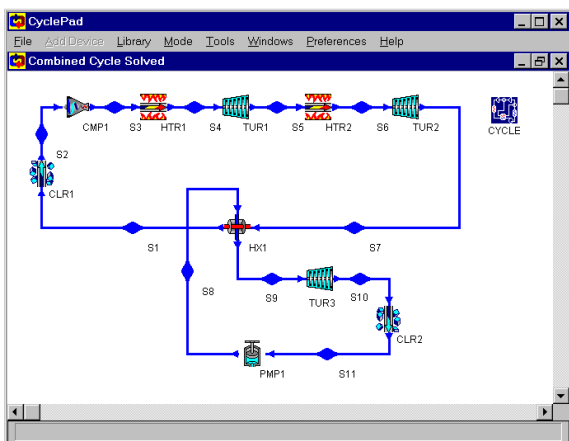 CyclePad
File Add Device Library Mode Tools Windows Preferences Help
Combined Cycle Solved
CMP1 S3 HTR1 S4 TUR1 S5 HTR2 S6 TUR2 CYCLE
S2
CLR1
S1 HX1 S7
S8 S9 TUR3 S10
CLR2
PMP1 S11